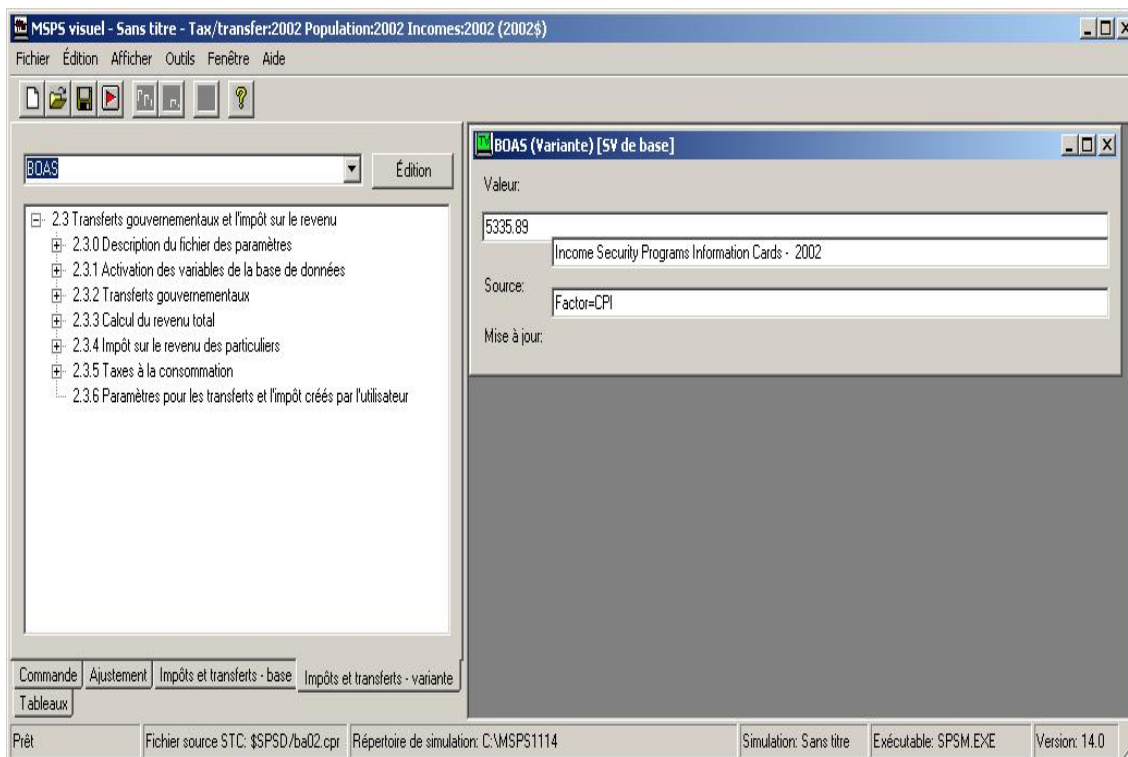 MSPS visuel - Sans titre - Tax/transfer:2002 Population:2002 Incomes:2002 (2002$)
Fichier Édition Afficher Outils Fenêtre Aide
BOAS
Édition
2.3 Transferts gouvernementaux et l'impôt sur le revenu
2.3.0 Description du fichier des paramètres
2.3.1 Activation des variables de la base de données
2.3.2 Transferts gouvernementaux
2.3.3 Calcul du revenu total
2.3.4 Impôt sur le revenu des particuliers
2.3.5 Taxes à la consommation
2.3.6 Paramètres pour les transferts et l'impôt créés par l'utilisateur
Commande Ajustement Impôts et transferts - base Impôts et transferts - variante
Tableaux
BOAS (Variante) [SV de base]
Valeur:
5335.89
Income Security Programs Information Cards - 2002
Source:
Factor=CPI
Mise à jour:
Prêt Fichier source STC: $SPSD/ba02.cpr Répertoire de simulation: C:\MSPS1114 Simulation: Sans titre Exécutable: SPSM.EXE Version: 14.0